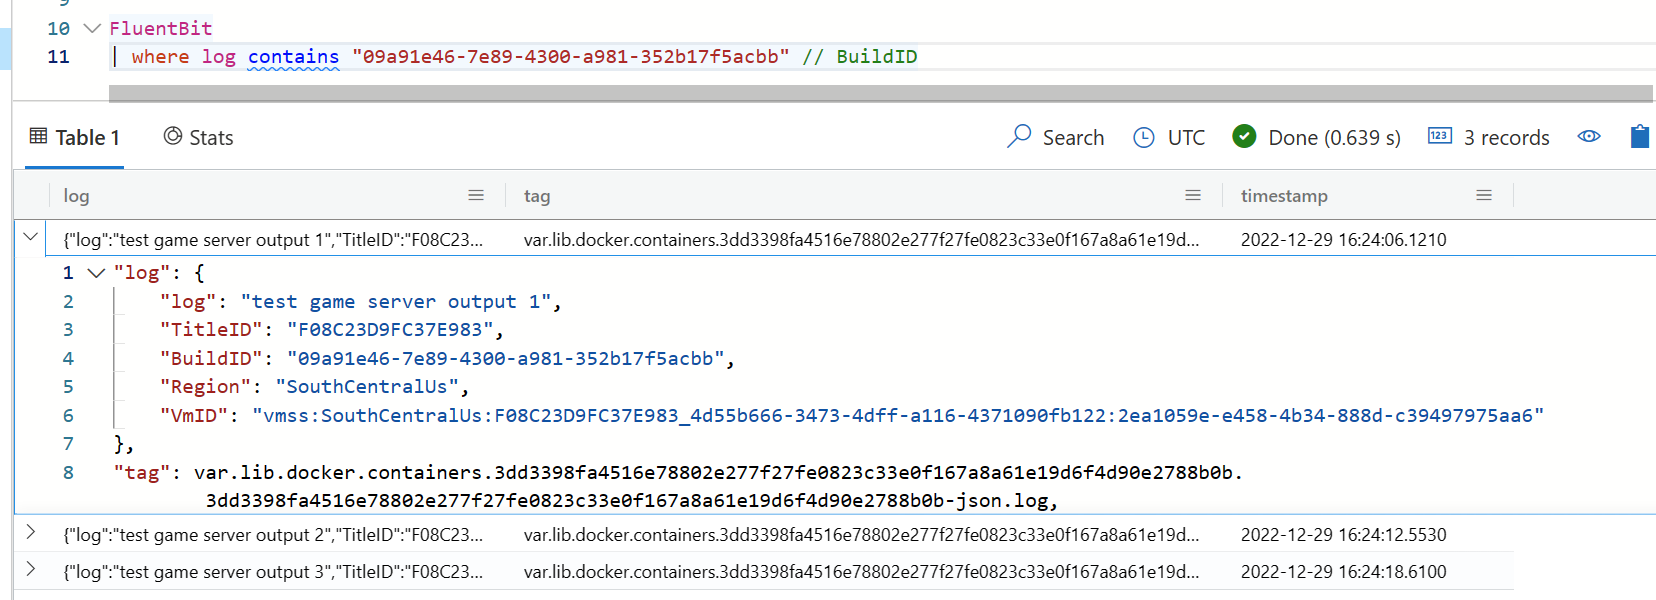 9
10 FluentBit
11 | where log contains "09a91e46-7e89-4300-a981-352b17f5acbb" // BuildID
Table 1 Stats Search UTC Done (0.639 s) 123 3 records
log tag timestamp
{"log":"test game server output 1","TitleID":"F08C23... var.lib.docker.containers.3dd3398fa4516e78802e277f27fe0823c33e0f167a8a61e19d... 2022-12-29 16:24:06.1210
1 "log": {
2 "log": "test game server output 1",
3 "TitleID": "F08C23D9FC37E983",
4 "BuildID": "09a91e46-7e89-4300-a981-352b17f5acbb",
5 "Region": "SouthCentralUs",
6 "VmID": "vmss:SouthCentralUs:F08C23D9FC37E983_4d55b666-3473-4dff-a116-4371090fb122:2ea1059e-e458-4b34-888d-c39497975aa6"
7 },
8 "tag": var.lib.docker.containers.3dd3398fa4516e78802e277f27fe0823c33e0f167a8a61e19d6f4d90e2788b0b.
3dd3398fa4516e78802e277f27fe0823c33e0f167a8a61e19d6f4d90e2788b0b-json.log,
{"log":"test game server output 2","TitleID":"F08C23... var.lib.docker.containers.3dd3398fa4516e78802e277f27fe0823c33e0f167a8a61e19d... 2022-12-29 16:24:12.5530
{"log":"test game server output 3","TitleID":"F08C23... var.lib.docker.containers.3dd3398fa4516e78802e277f27fe0823c33e0f167a8a61e19d... 2022-12-29 16:24:18.6100